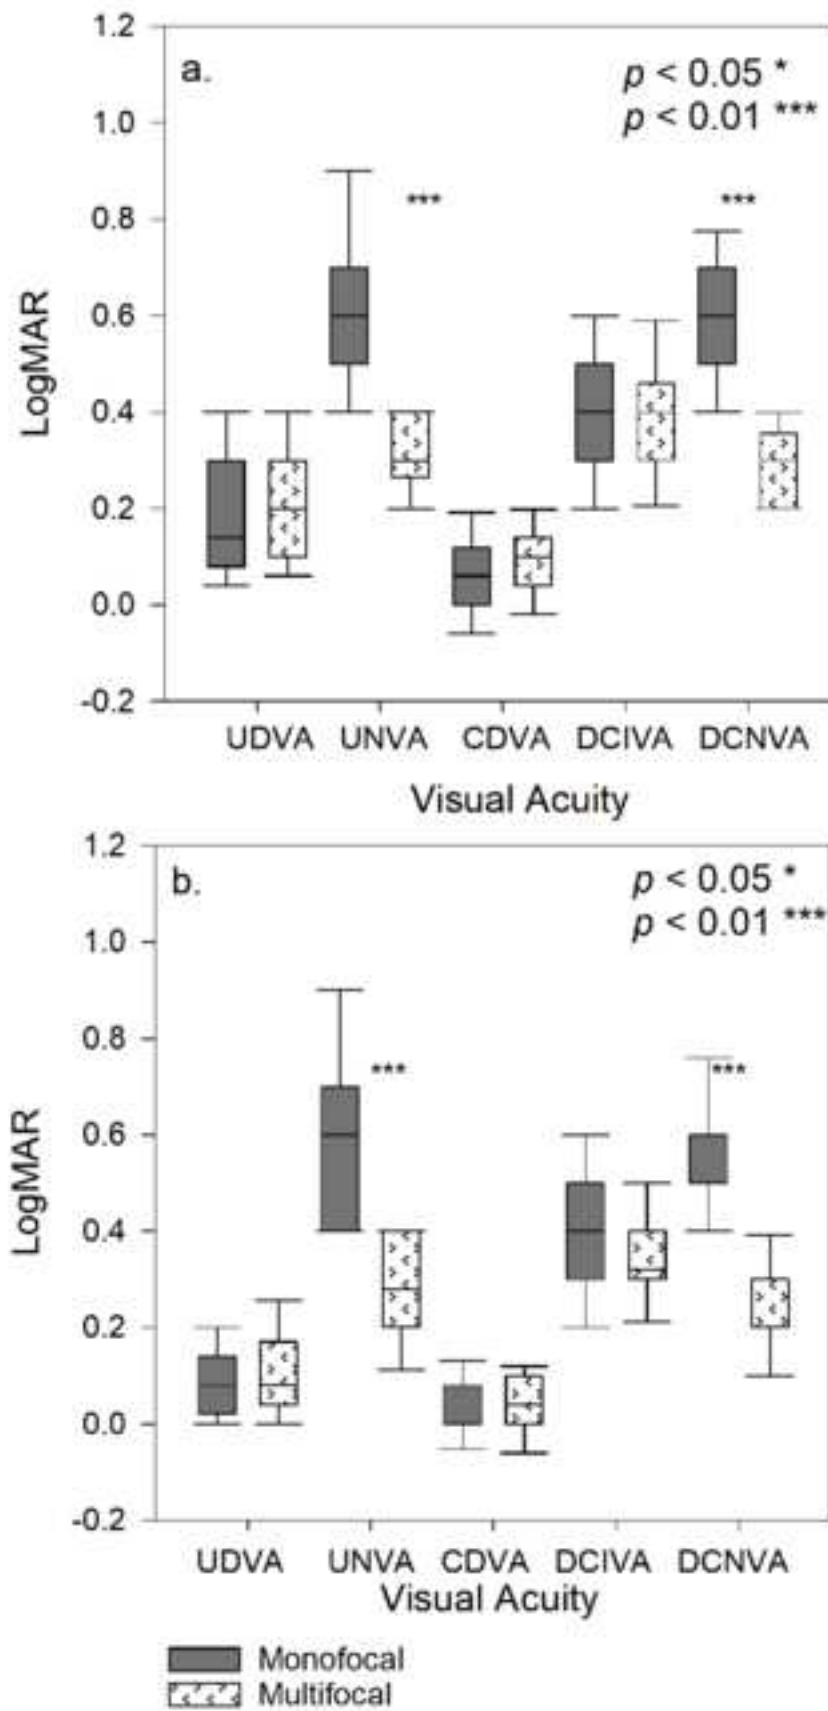 a.
p < 0.05 *
p < 0.01 ***
1.2
1.0
0.8
0.6
0.4
0.2
0.0
-0.2
LogMAR
***
***
UDVA UNVA CDVA DCIVA DCNVA
Visual Acuity
b.
p < 0.05 *
p < 0.01 ***
1.2
1.0
0.8
0.6
0.4
0.2
0.0
-0.2
LogMAR
***
***
UDVA UNVA CDVA DCIVA DCNVA
Visual Acuity
Monofocal
Multifocal